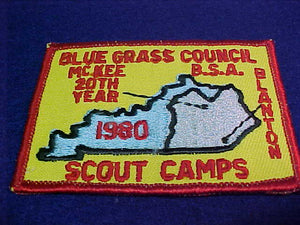 BLUE GRASS COUNCIL
MCKEE B.S.A.
20TH
YEAR
BLANTON
1980
SCOUT CAMPS